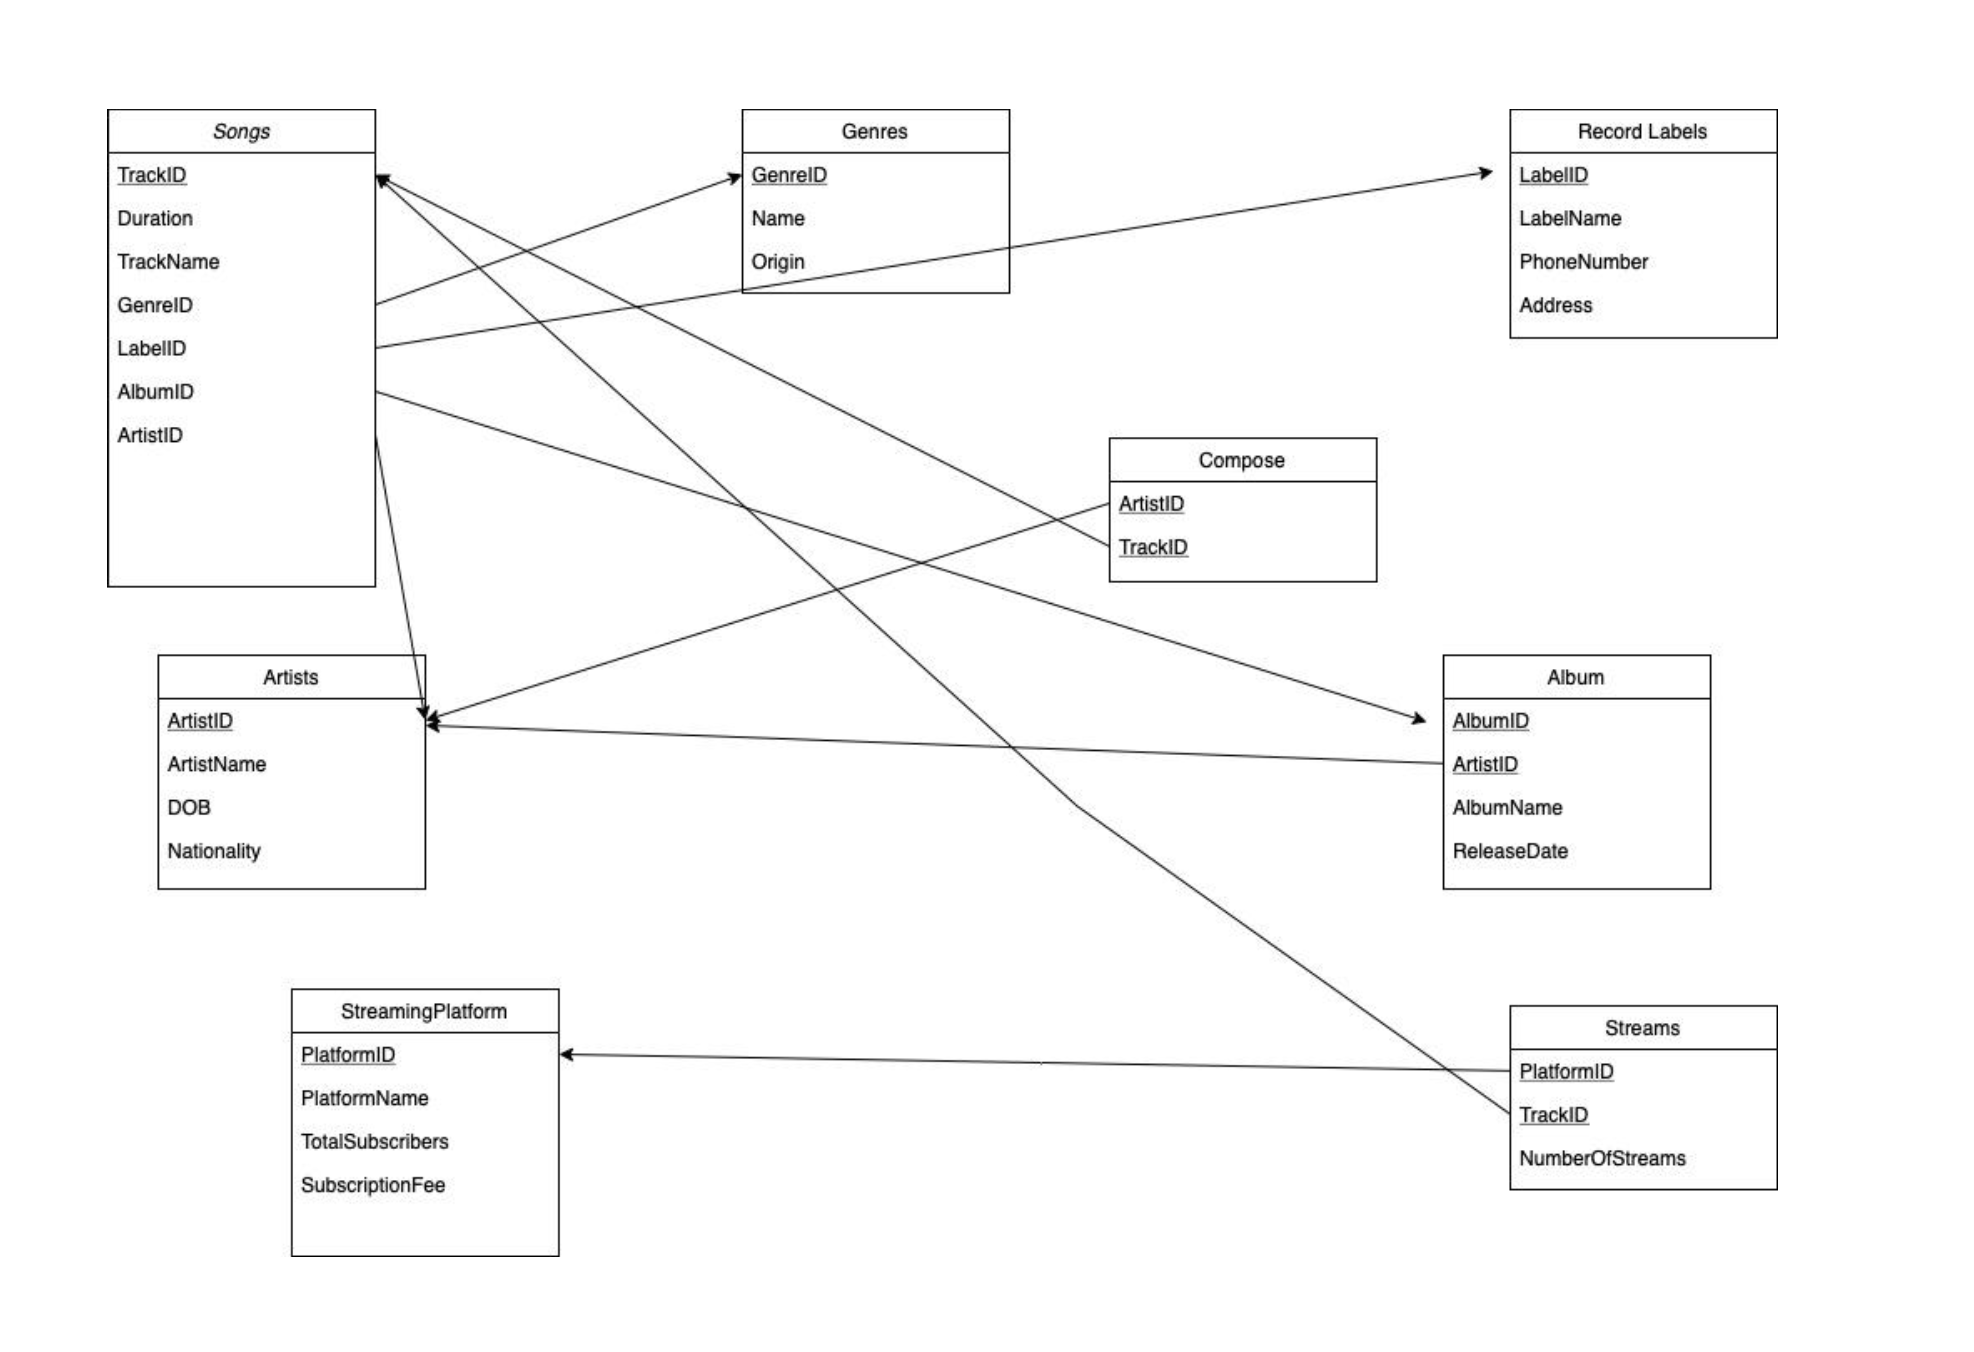 Songs
TrackID
Duration
TrackName
GenreID
LabelID
AlbumID
ArtistID
Genres
GenreID
Name
Origin
Record Labels
LabelID
LabelName
PhoneNumber
Address
Compose
ArtistID
TrackID
Artists
ArtistID
ArtistName
DOB
Nationality
Album
AlbumID
ArtistID
AlbumName
ReleaseDate
StreamingPlatform
PlatformID
PlatformName
TotalSubscribers
SubscriptionFee
Streams
PlatformID
TrackID
NumberOfStreams